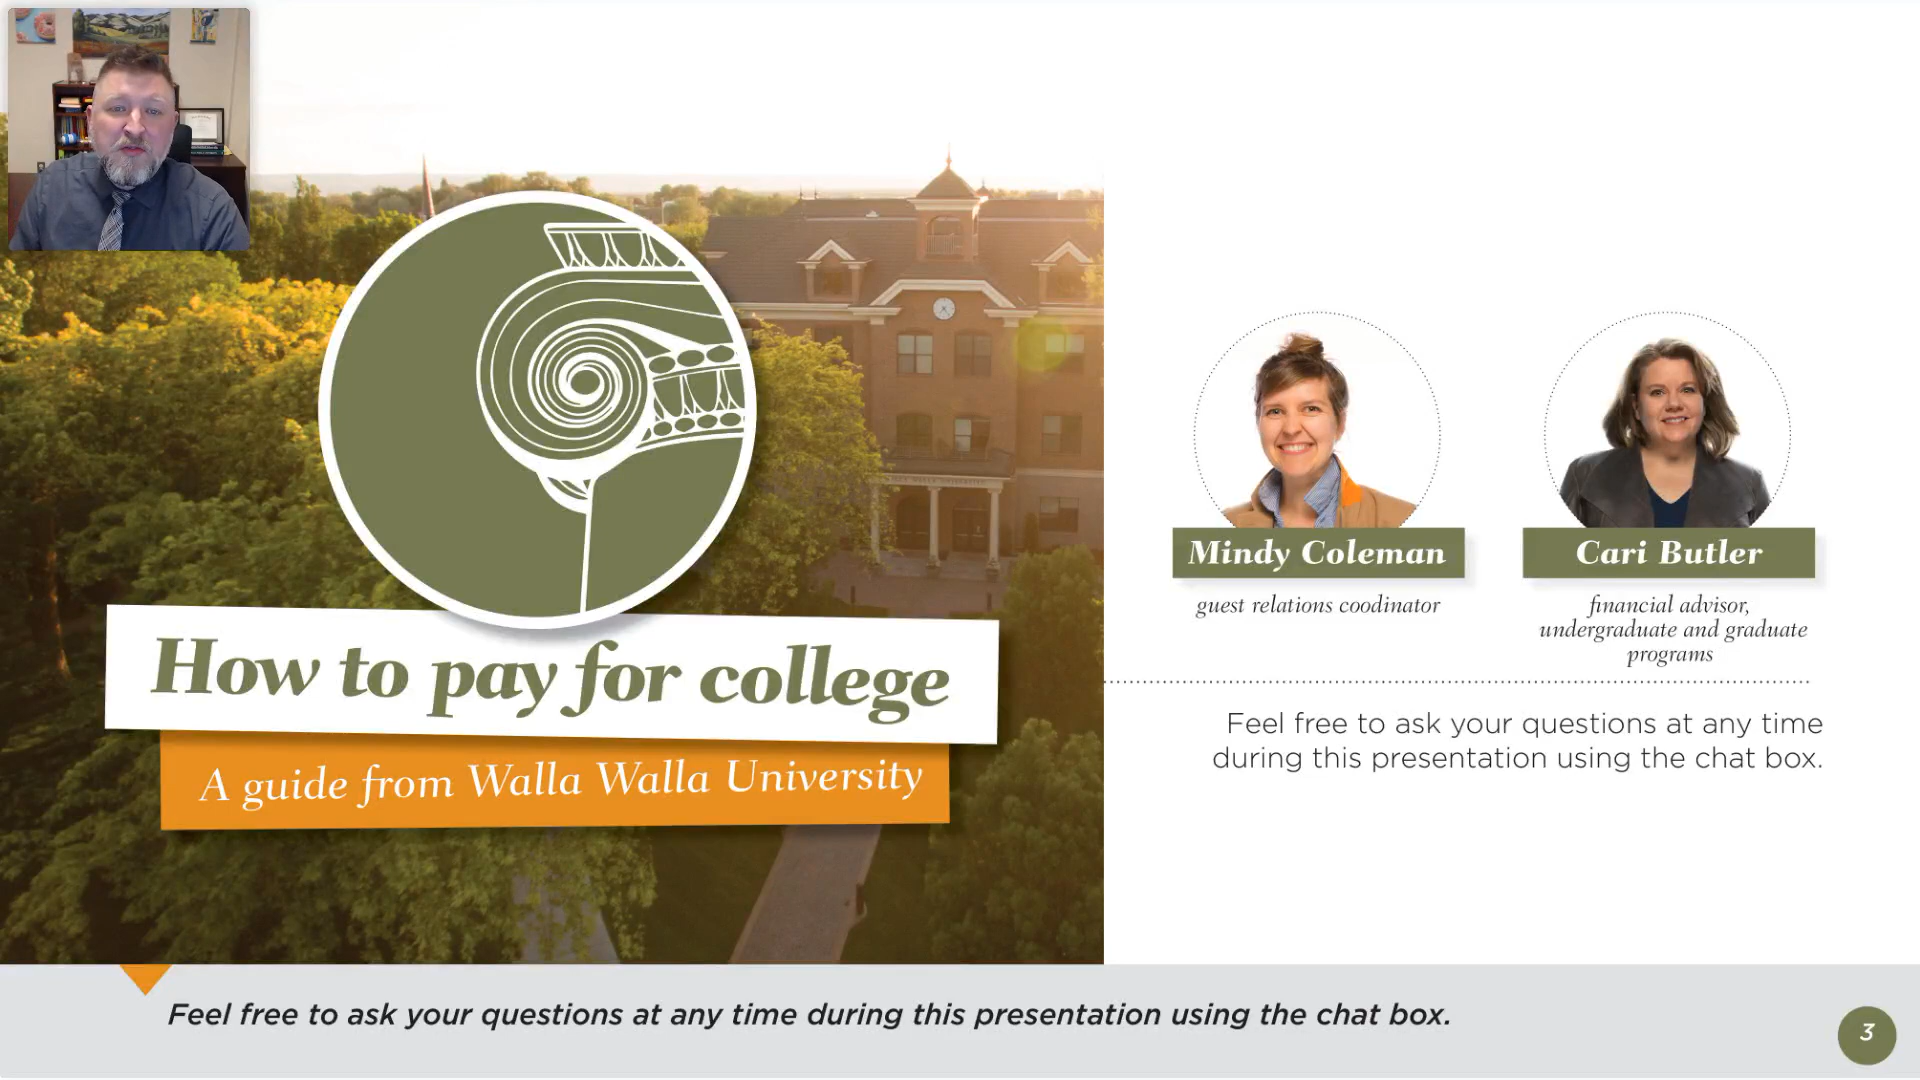 How to pay for college
A guide from Walla Walla University
Mindy Coleman
guest relations coodinator
Cari Butler
financial advisor,
undergraduate and graduate
programs
Feel free to ask your questions at any time
during this presentation using the chat box.
Feel free to ask your questions at any time during this presentation using the chat box.
3